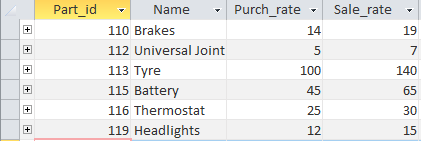 Part_id Name Purch_rate Sale_rate
110 Brakes 14 19
112 Universal Joint 5 7
113 Tyre 100 140
115 Battery 45 65
116 Thermostat 25 30
119 Headlights 12 15